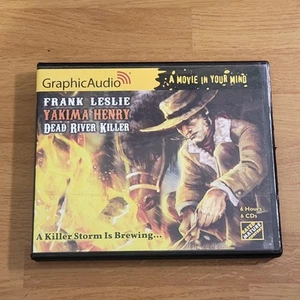 GraphicAudio
A MOVIE IN YOUR MIND
FRANK LESLIE
YAKIMA HENRY
DEAD RIVER KILLER
6 Hours
6 CDs
A Killer Storm Is Brewing...